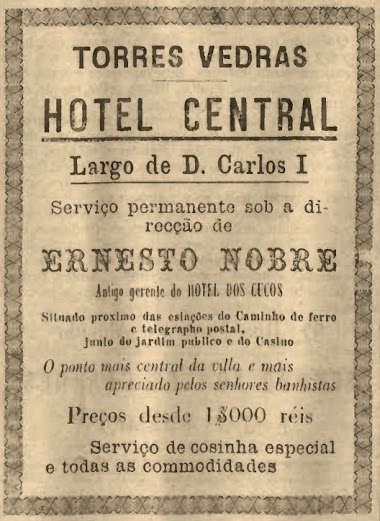 TORRES VEDRAS
HOTEL CENTRAL
Largo de D. Carlos I
Serviço permanente sob a di-
recção de
ERNESTO NOBRE
Antigo gerente do HOTEL DOS CUCOS
Situado proximo das estações do Caminho de ferro
e telegrapho postal,
junto do jardim publico e do Casino
O ponto mais central da villa e mais
apreciado pelos senhores banhistas
Preços desde 1$000 réis
Serviço de cosinha especial
e todas as commodidades